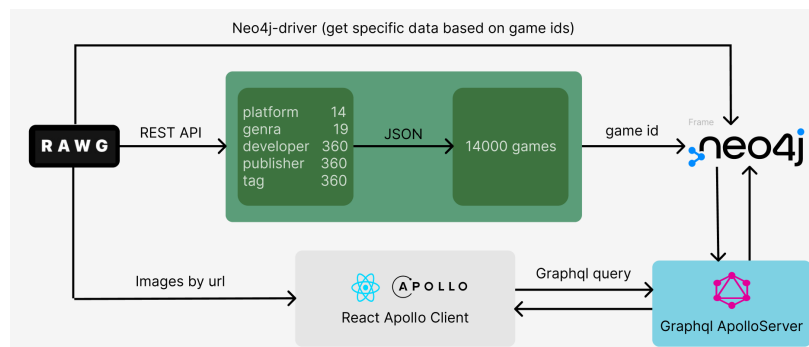 Neo4j-driver (get specific data based on game ids)
RAWG
REST API
platform 14
genra 19
developer 360
publisher 360
tag 360
JSON
14000 games
game id
Frame
neo4j
Images by url
APOLLO
React Apollo Client
Graphql query
Graphql ApolloServer